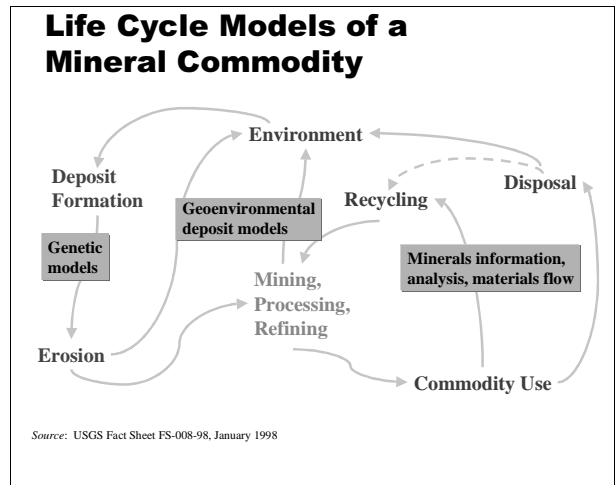 Life Cycle Models of a
Mineral Commodity
Environment
Deposit
Formation
Disposal
Recycling
Geoenvironmental
deposit models
Genetic
models
Minerals information,
analysis, materials flow
Mining,
Processing,
Refining
Erosion
Commodity Use
Source: USGS Fact Sheet FS-008-98, January 1998